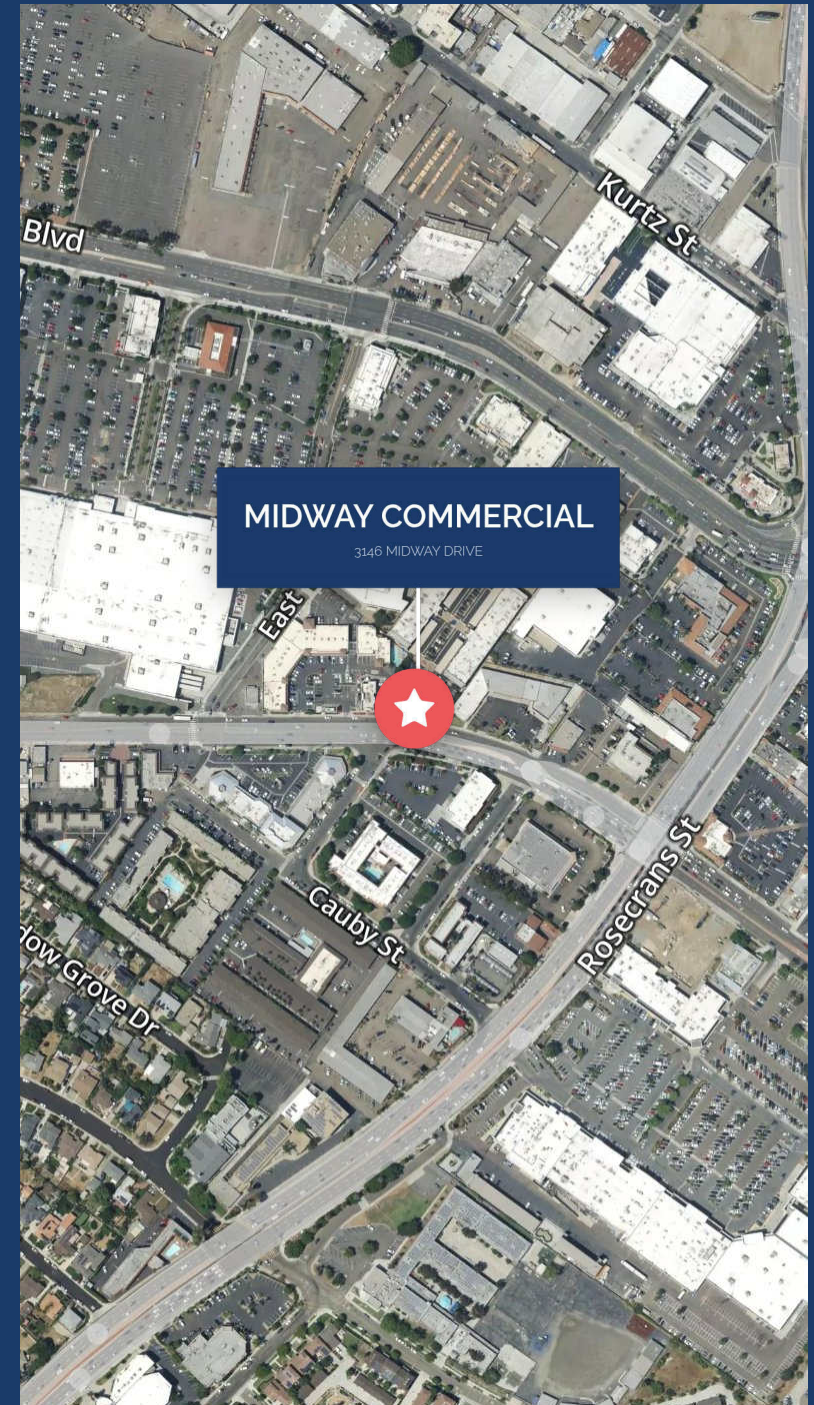 Kurtz St
Blvd
MIDWAY COMMERCIAL
3146 MIDWAY DRIVE
East
Rosecrans St
Cauby St
dow Grove Dr